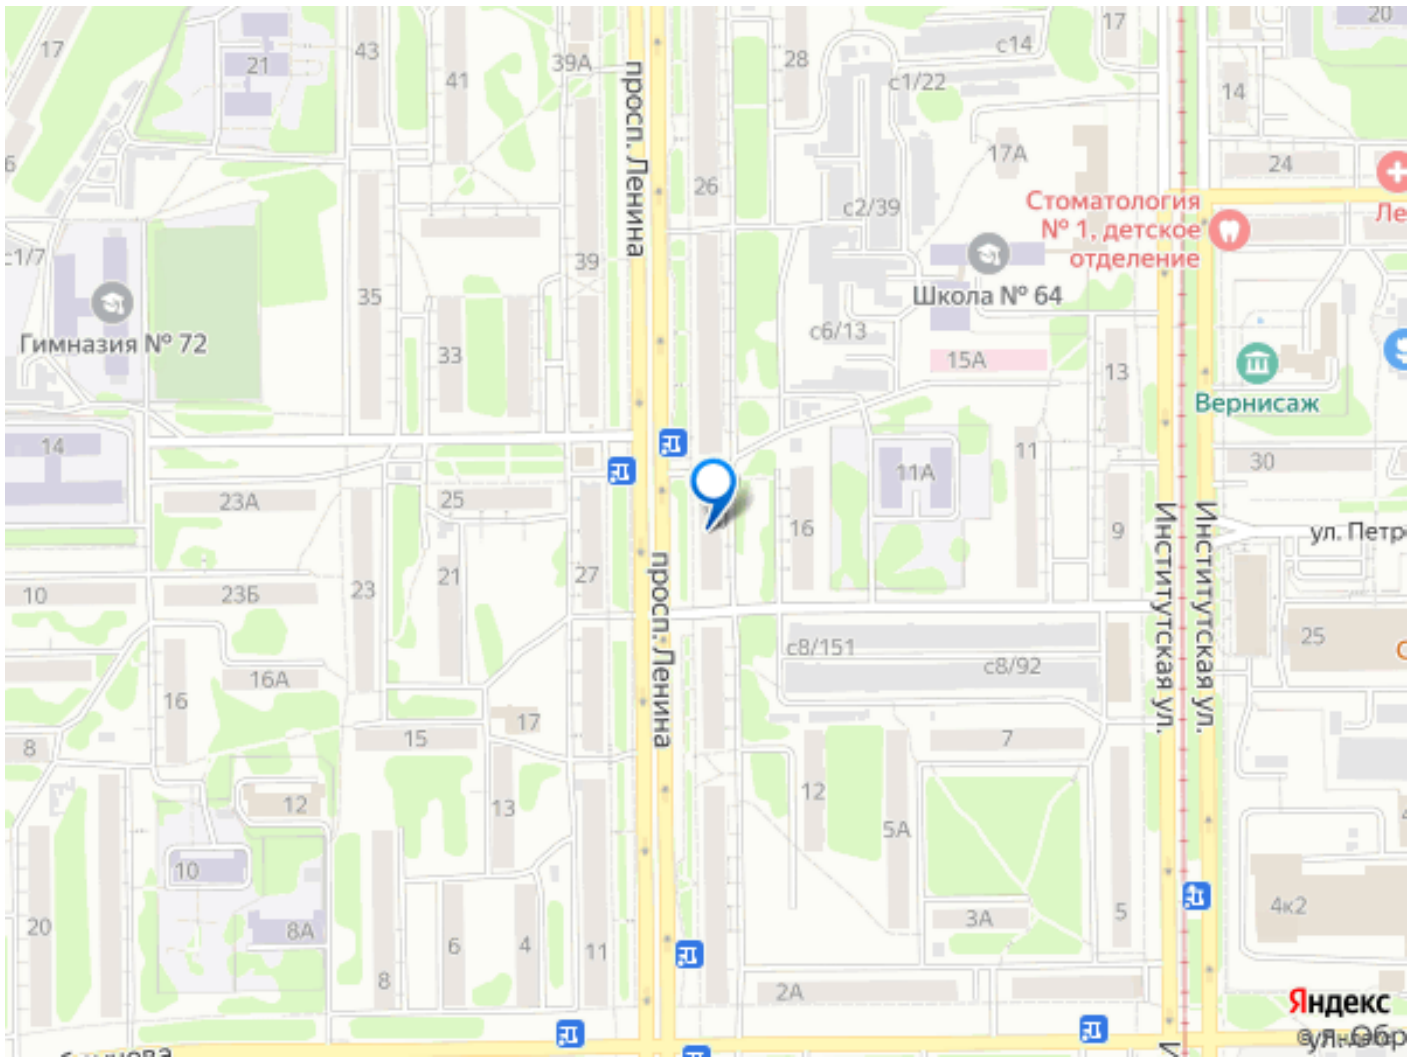 17
43
21
41
39А
28
с14
17
20
с1/22
14
просп. Ленина
26
17А
24
с2/39
Стоматология
№ 1, детское
отделение
Ле
с1/7
39
35
Школа № 64
Гимназия № 72
с6/13
33
15А
13
Вернисаж
14
11
30
11А
25
23А
16
9
ул. Петр
Институтская ул.
Институтская ул.
просп. Ленина
21
27
23
10
23Б
25
с8/151
с8/92
16А
16
17
15
7
8
12
12
13
5А
10
20
8А
6
4
11
3А
5
4к2
8
2А
Яндекс